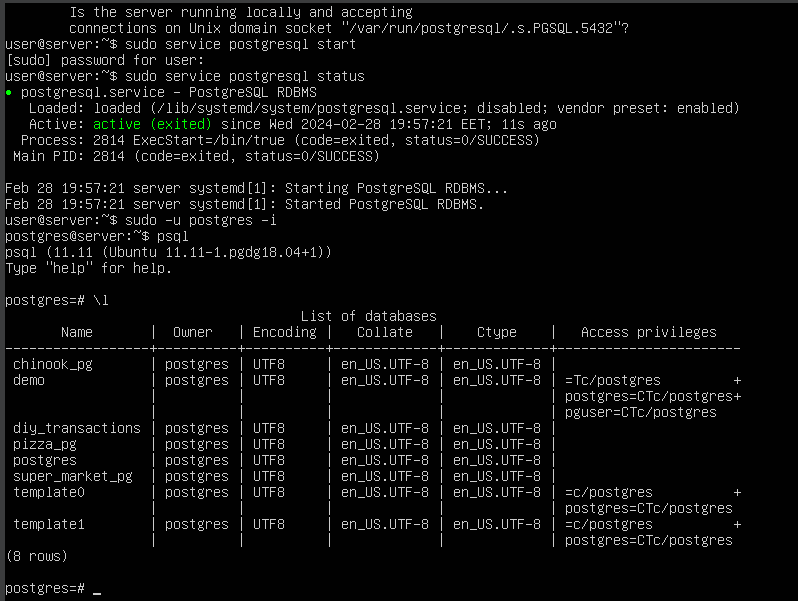 Is the server running locally and accepting
        connections on Unix domain socket "/var/run/postgresql/.s.PGSQL.5432"?
user@server:~$ sudo service postgresql start
[sudo] password for user:
user@server:~$ sudo service postgresql status
● postgresql.service - PostgreSQL RDBMS
   Loaded: loaded (/lib/systemd/system/postgresql.service; disabled; vendor preset: enabled)
   Active: active (exited) since Wed 2024-02-28 19:57:21 EET; 11s ago
  Process: 2814 ExecStart=/bin/true (code=exited, status=0/SUCCESS)
 Main PID: 2814 (code=exited, status=0/SUCCESS)

Feb 28 19:57:21 server systemd[1]: Starting PostgreSQL RDBMS...
Feb 28 19:57:21 server systemd[1]: Started PostgreSQL RDBMS.
user@server:~$ sudo -u postgres -i
postgres@server:~$ psql
psql (11.11 (Ubuntu 11.11-1.pgdg18.04+1))
Type "help" for help.

postgres=# \l
                                     List of databases
       Name       |  Owner   | Encoding |   Collate   |    Ctype    |   Access privileges
------------------+----------+----------+-------------+-------------+-----------------------
 chinook_pg       | postgres | UTF8     | en_US.UTF-8 | en_US.UTF-8 |
 demo             | postgres | UTF8     | en_US.UTF-8 | en_US.UTF-8 | =Tc/postgres         +
                  |          |          |             |             | postgres=CTc/postgres+
                  |          |          |             |             | pguser=CTc/postgres
 diy_transactions | postgres | UTF8     | en_US.UTF-8 | en_US.UTF-8 |
 pizza_pg         | postgres | UTF8     | en_US.UTF-8 | en_US.UTF-8 |
 postgres         | postgres | UTF8     | en_US.UTF-8 | en_US.UTF-8 |
 super_market_pg  | postgres | UTF8     | en_US.UTF-8 | en_US.UTF-8 |
 template0        | postgres | UTF8     | en_US.UTF-8 | en_US.UTF-8 | =c/postgres          +
                  |          |          |             |             | postgres=CTc/postgres
 template1        | postgres | UTF8     | en_US.UTF-8 | en_US.UTF-8 | =c/postgres          +
                  |          |          |             |             | postgres=CTc/postgres
(8 rows)

postgres=# _